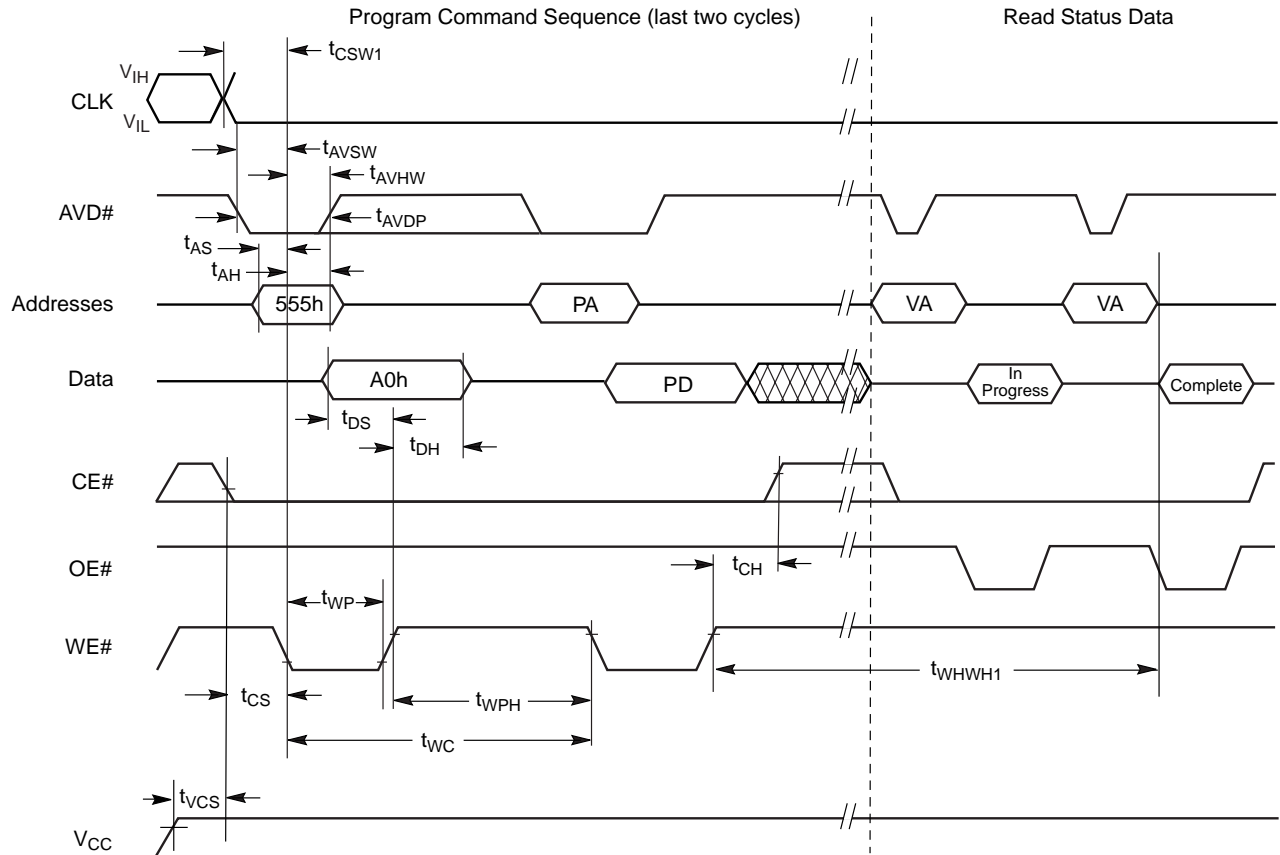 Program Command Sequence (last two cycles)
Read Status Data
tCSW1
VIH
CLK
VIL
tAVSW
tAVHW
AVD#
tAVDP
tAS
tAH
Addresses
555h
PA
VA
VA
Data
A0h
PD
In
Progress
Complete
tDS
tDH
CE#
OE#
tCH
tWP
WE#
tWHWH1
tCS
tWPH
tWC
tVCS
VCC